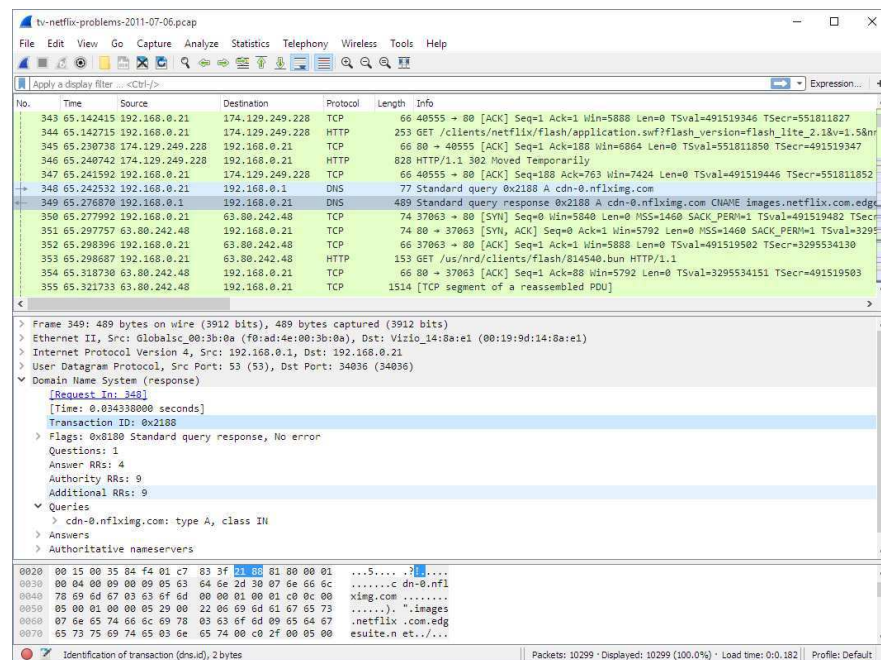 tv-netflix-problems-2011-07-06.pcap
File Edit View Go Capture Analyze Statistics Telephony Wireless Tools Help
Apply a display filter ... <Ctrl-/>
Expression...
No. Time Source Destination Protocol Length Info
343 65.142415 192.168.0.21 174.129.249.228 TCP 66 40555 → 80 [ACK] Seq=1 Ack=1 Win=5888 Len=0 TSval=491519346 TSecr=551811827
344 65.142715 192.168.0.21 174.129.249.228 HTTP 253 GET /clients/netflix/flash/application.swf?flash_version=flash_lite_2.1&v=1.5&nr
345 65.230738 174.129.249.228 192.168.0.21 TCP 66 80 → 40555 [ACK] Seq=1 Ack=188 Win=6864 Len=0 TSval=551811850 TSecr=491519347
346 65.240742 174.129.249.228 192.168.0.21 HTTP 828 HTTP/1.1 302 Moved Temporarily
347 65.241592 192.168.0.21 174.129.249.228 TCP 66 40555 → 80 [ACK] Seq=188 Ack=763 Win=7424 Len=0 TSval=491519446 TSecr=551811852
348 65.242532 192.168.0.21 192.168.0.1 DNS 77 Standard query 0x2188 A cdn-0.nflximg.com
349 65.276870 192.168.0.1 192.168.0.21 DNS 489 Standard query response 0x2188 A cdn-0.nflximg.com CNAME images.netflix.com.edge
350 65.277992 192.168.0.21 63.80.242.48 TCP 74 37063 → 80 [SYN] Seq=0 Win=5840 Len=0 MSS=1460 SACK_PERM=1 TSval=491519482 TSecr
351 65.297757 63.80.242.48 192.168.0.21 TCP 74 80 → 37063 [SYN, ACK] Seq=0 Ack=1 Win=5792 Len=0 MSS=1460 SACK_PERM=1 TSval=3295
352 65.298396 192.168.0.21 63.80.242.48 TCP 66 37063 → 80 [ACK] Seq=1 Ack=1 Win=5888 Len=0 TSval=491519502 TSecr=3295534130
353 65.298687 192.168.0.21 63.80.242.48 HTTP 153 GET /us/nrd/clients/flash/814540.bun HTTP/1.1
354 65.318730 63.80.242.48 192.168.0.21 TCP 66 80 → 37063 [ACK] Seq=1 Ack=88 Win=5792 Len=0 TSval=3295534151 TSecr=491519503
355 65.321733 63.80.242.48 192.168.0.21 TCP 1514 [TCP segment of a reassembled PDU]
Frame 349: 489 bytes on wire (3912 bits), 489 bytes captured (3912 bits)
Ethernet II, Src: Globalsc_00:3b:0a (f0:ad:4e:00:3b:0a), Dst: Vizio_14:8a:e1 (00:19:9d:14:8a:e1)
Internet Protocol Version 4, Src: 192.168.0.1, Dst: 192.168.0.21
User Datagram Protocol, Src Port: 53 (53), Dst Port: 34036 (34036)
Domain Name System (response)
[Request In: 348]
[Time: 0.034338000 seconds]
Transaction ID: 0x2188
Flags: 0x8180 Standard query response, No error
Questions: 1
Answer RRs: 4
Authority RRs: 9
Additional RRs: 9
Queries
cdn-0.nflximg.com: type A, class IN
Answers
Authoritative nameservers
0020 00 15 00 35 84 f4 01 c7 83 3f 21 88 81 80 00 01 ...5.... .?!.....
0030 00 04 00 09 00 09 05 63 64 6e 2d 30 07 6e 66 6c .......c dn-0.nfl
0040 78 69 6d 67 03 63 6f 6d 00 00 01 00 01 c0 0c 00 ximg.com ........
0050 05 00 01 00 00 05 29 00 22 06 69 6d 61 67 65 73 ......). ".images
0060 07 6e 65 74 66 6c 69 78 03 63 6f 6d 09 65 64 67 .netflix .com.edg
0070 65 73 75 69 74 65 03 6e 65 74 00 c0 2f 00 05 00 esuite.n et../...
Identification of transaction (dns.id), 2 bytes
Packets: 10299 · Displayed: 10299 (100.0%) · Load time: 0:0.182
Profile: Default